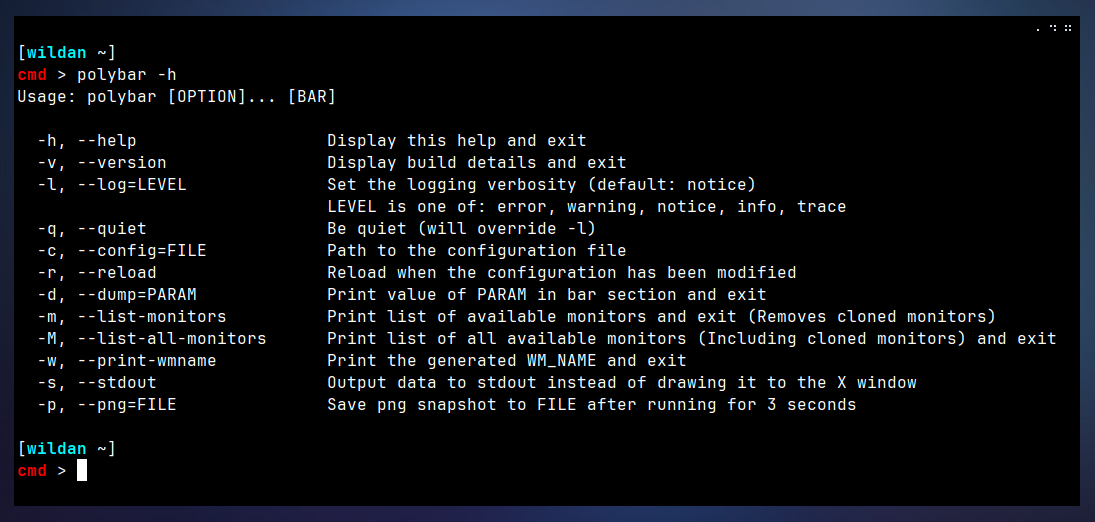 [wildan ~]
cmd > polybar -h
Usage: polybar [OPTION]... [BAR]
-h, --help Display this help and exit
-v, --version Display build details and exit
-l, --log=LEVEL Set the logging verbosity (default: notice)
LEVEL is one of: error, warning, notice, info, trace
-q, --quiet Be quiet (will override -l)
-c, --config=FILE Path to the configuration file
-r, --reload Reload when the configuration has been modified
-d, --dump=PARAM Print value of PARAM in bar section and exit
-m, --list-monitors Print list of available monitors and exit (Removes cloned monitors)
-M, --list-all-monitors Print list of all available monitors (Including cloned monitors) and exit
-w, --print-wmname Print the generated WM_NAME and exit
-s, --stdout Output data to stdout instead of drawing it to the X window
-p, --png=FILE Save png snapshot to FILE after running for 3 seconds
[wildan ~]
cmd >